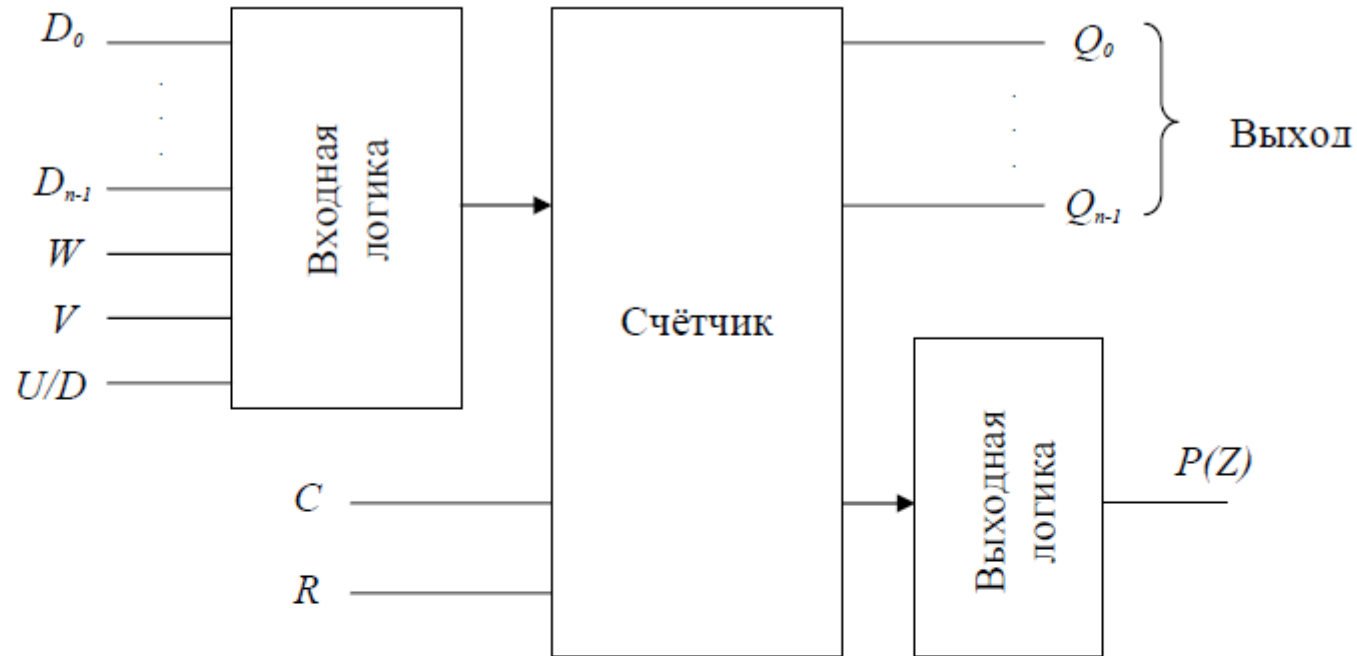 D₀
Dₙ₋₁
W
V
U/D
Входная
логика
C
R
Счётчик
Q₀
Qₙ₋₁
Выход
Выходная
логика
P(Z)